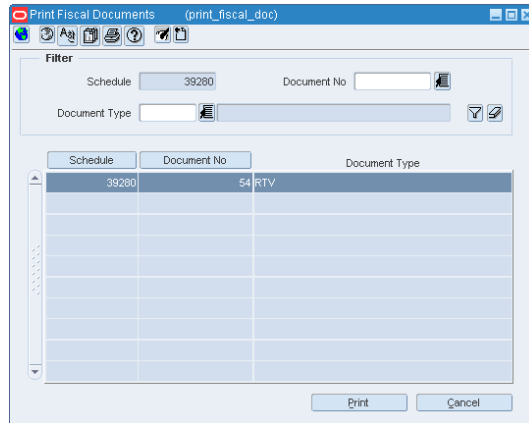 Print Fiscal Documents (print_fiscal_doc)
Filter
Schedule 39280 Document No
Document Type
Schedule Document No Document Type
39280 54 RTV
Print Cancel